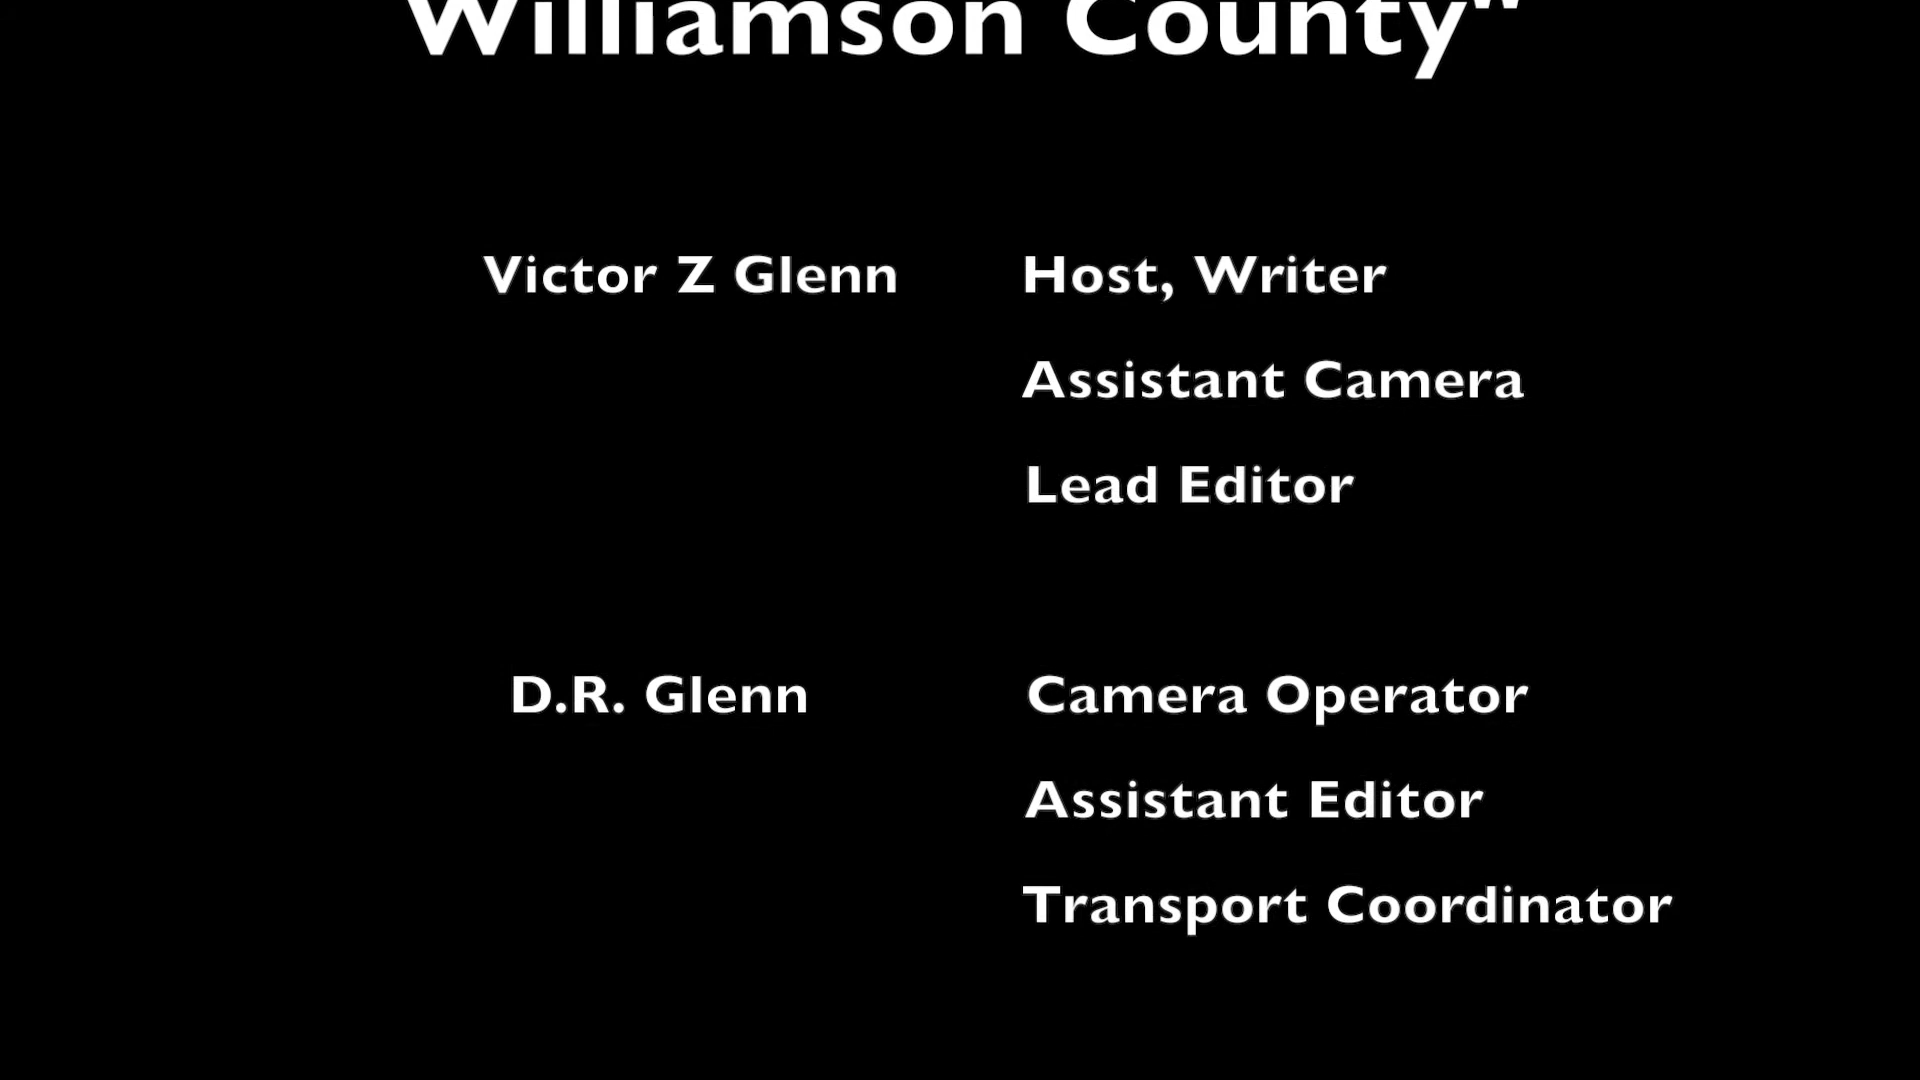 Williamson County"
Victor Z Glenn Host, Writer
Assistant Camera
Lead Editor
D.R. Glenn Camera Operator
Assistant Editor
Transport Coordinator